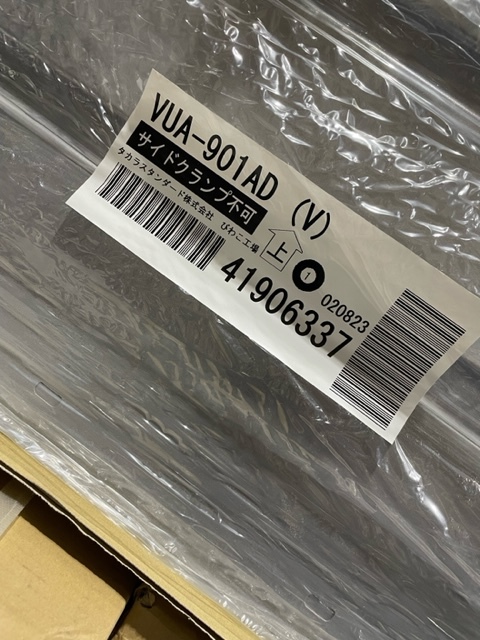 VUA-901AD (V)
サイドクランプ不可
タカラスタンダード株式会社 びわこ工場
上
1
020823
41906337